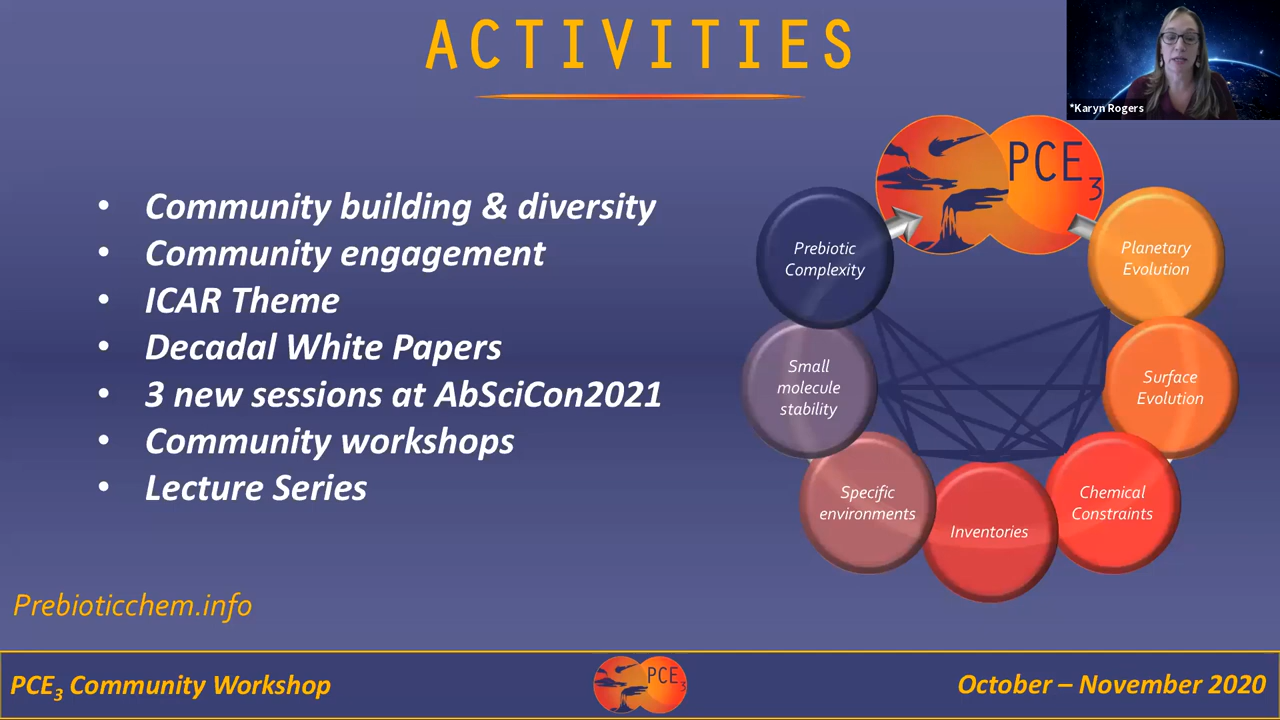 ACTIVITIES
*Karyn Rogers
• Community building & diversity
• Community engagement
• ICAR Theme
• Decadal White Papers
• 3 new sessions at AbSciCon2021
• Community workshops
• Lecture Series
PCE3
Prebiotic
Complexity
Planetary
Evolution
Small
molecule
stability
Surface
Evolution
Specific
environments
Inventories
Chemical
Constraints
Prebioticchem.info
PCE3 Community Workshop
PCE3
October – November 2020